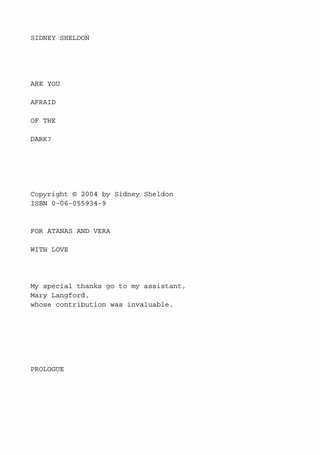 SIDNEY SHELDON
ARE YOU
AFRAID
OF THE
DARK?
Copyright © 2004 by Sidney Sheldon
ISBN 0-06-055934-9
FOR ATANAS AND VERA
WITH LOVE
My special thanks go to my assistant,
Mary Langford,
whose contribution was invaluable.
PROLOGUE